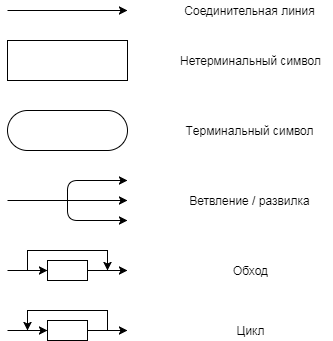 Соединительная линия
Нетерминальный символ
Терминальный символ
Ветвление / развилка
Обход
Цикл